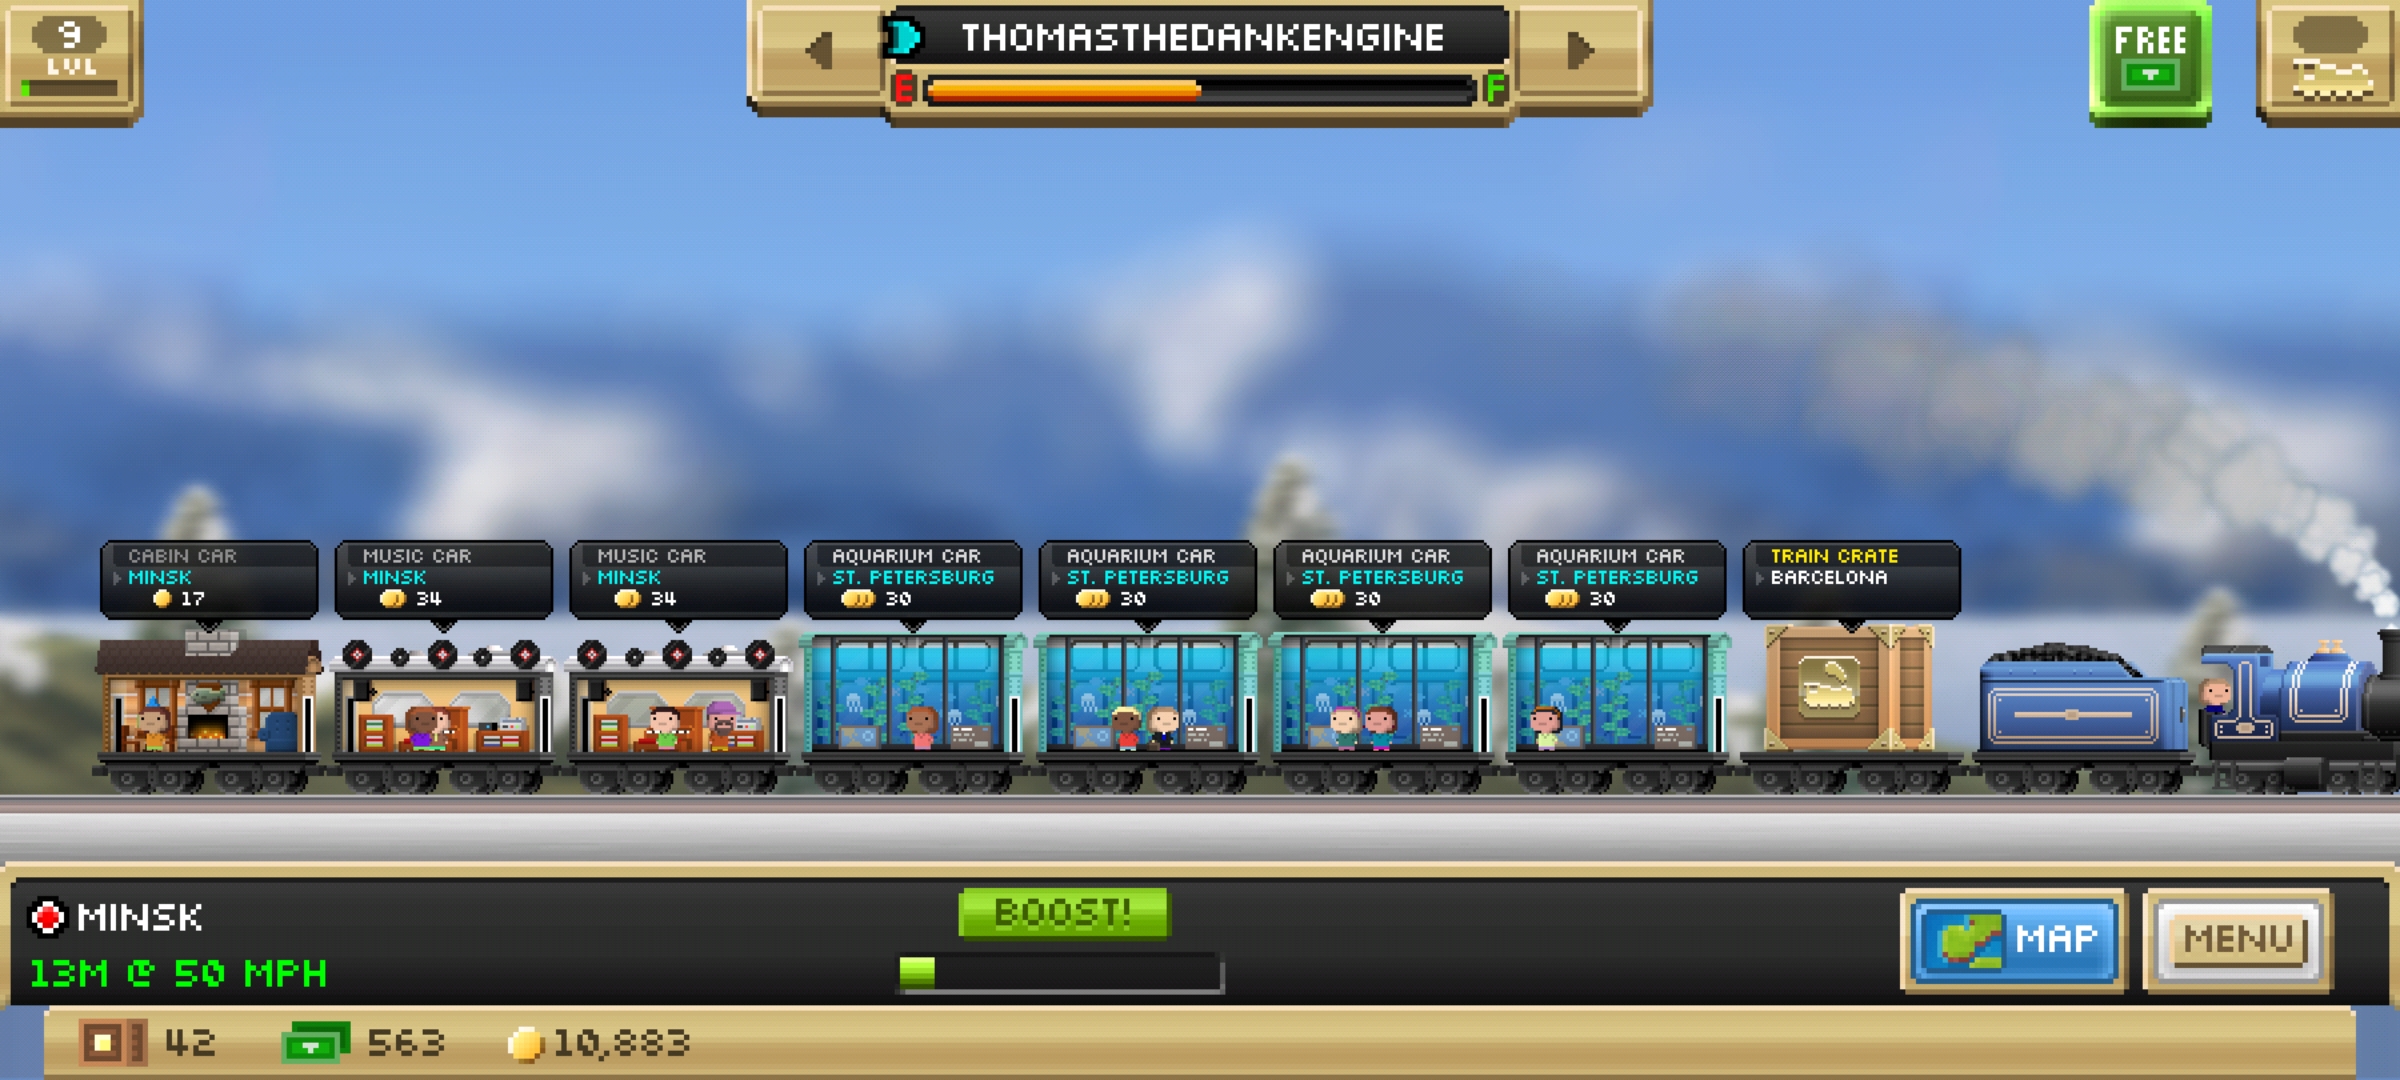 9
LVL
THOMASTHEDANKENGINE
E
F
FREE
CABIN CAR
MINSK
17
MUSIC CAR
MINSK
34
MUSIC CAR
MINSK
34
AQUARIUM CAR
ST. PETERSBURG
30
AQUARIUM CAR
ST. PETERSBURG
30
AQUARIUM CAR
ST. PETERSBURG
30
AQUARIUM CAR
ST. PETERSBURG
30
TRAIN CRATE
BARCELONA
MINSK
13M @ 50 MPH
BOOST!
MAP
MENU
42
563
10,883